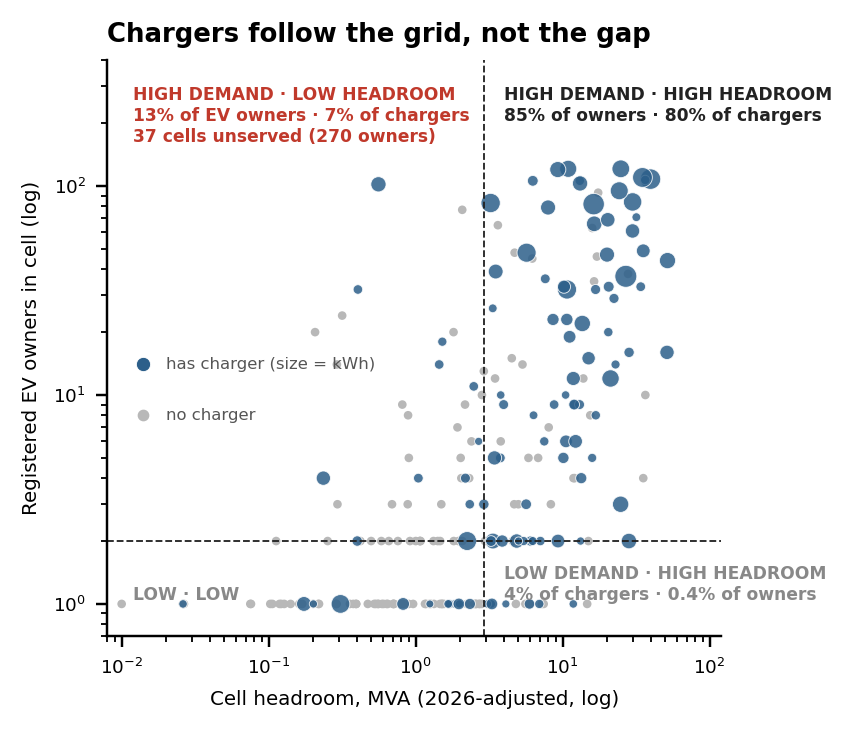 Chargers follow the grid, not the gap
HIGH DEMAND · LOW HEADROOM
13% of EV owners · 7% of chargers
37 cells unserved (270 owners)
HIGH DEMAND · HIGH HEADROOM
85% of owners · 80% of chargers
has charger (size = kWh)
no charger
LOW · LOW
LOW DEMAND · HIGH HEADROOM
4% of chargers · 0.4% of owners
Registered EV owners in cell (log)
10²
10¹
10⁰
10⁻² 10⁻¹ 10⁰ 10¹ 10²
Cell headroom, MVA (2026-adjusted, log)